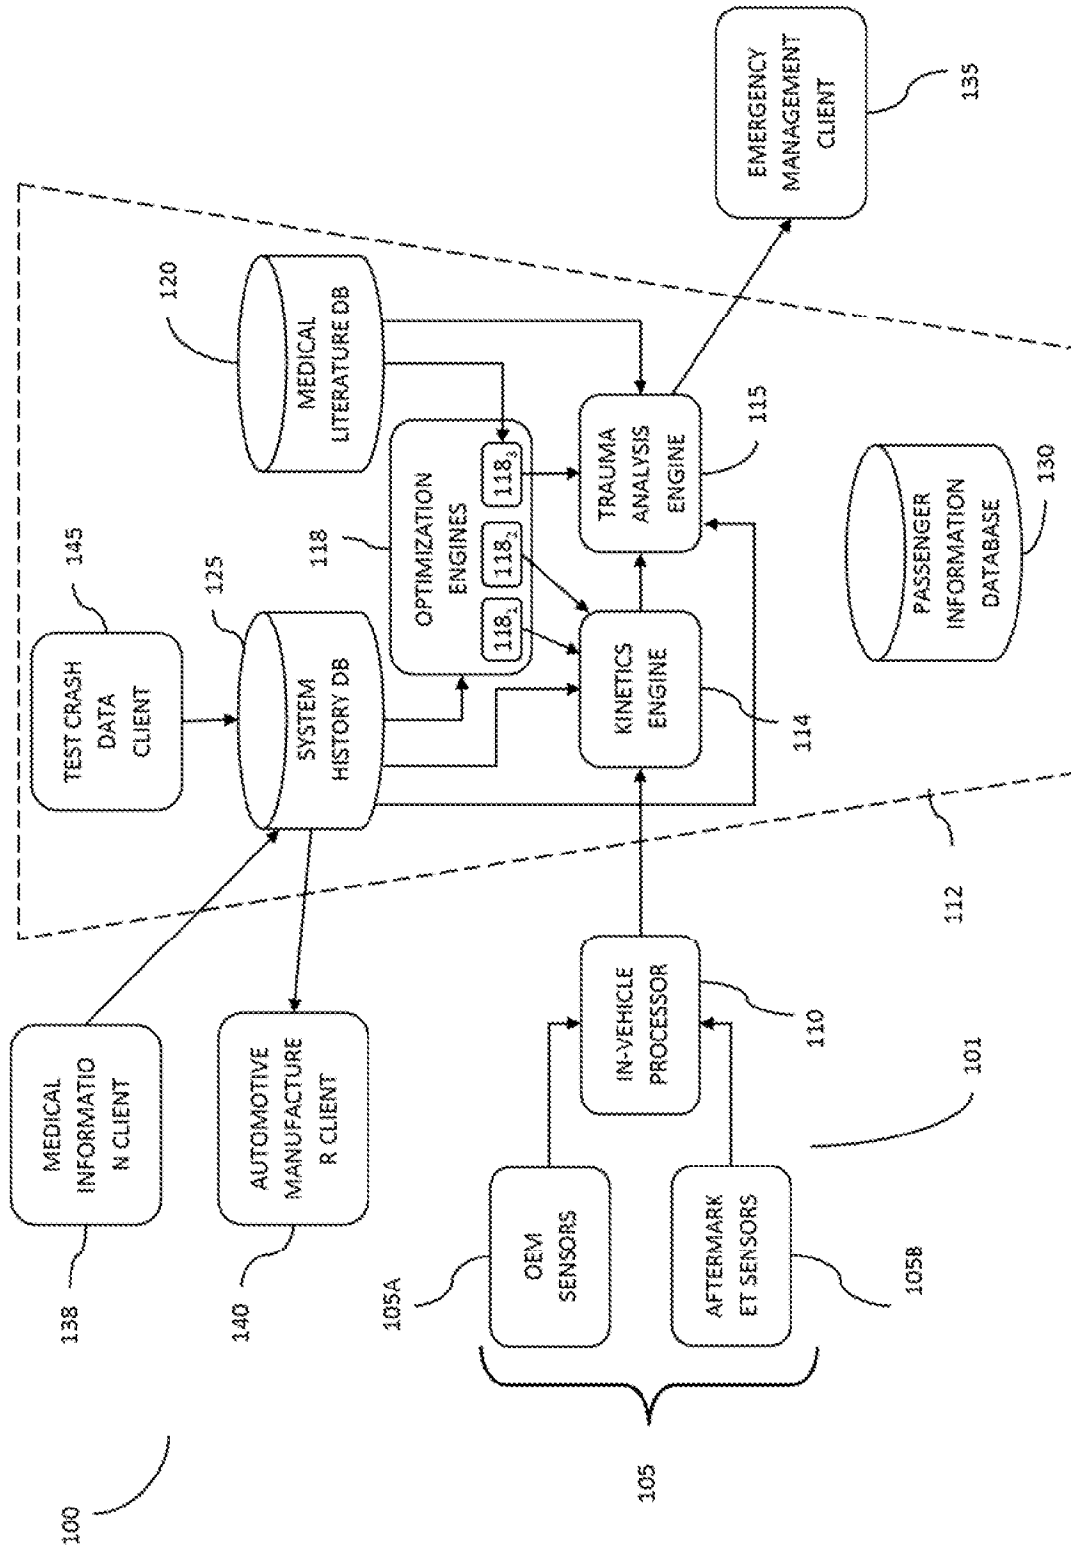 100
138
MEDICAL
INFORMATIO
N CLIENT
140
AUTOMOTIVE
MANUFACTURE
R CLIENT
TEST CRASH
DATA
CLIENT
145
125
SYSTEM
HISTORY DB
118
OPTIMIZATION
ENGINES
118₁
118₂
118₃
120
MEDICAL
LITERATURE DB
105
105A
OEM
SENSORS
AFTERMARK
ET SENSORS
105B
IN-VEHICLE
PROCESSOR
110
101
112
KINETICS
ENGINE
114
TRAUMA
ANALYSIS
ENGINE
115
PASSENGER
INFORMATION
DATABASE
130
EMERGENCY
MANAGEMENT
CLIENT
135